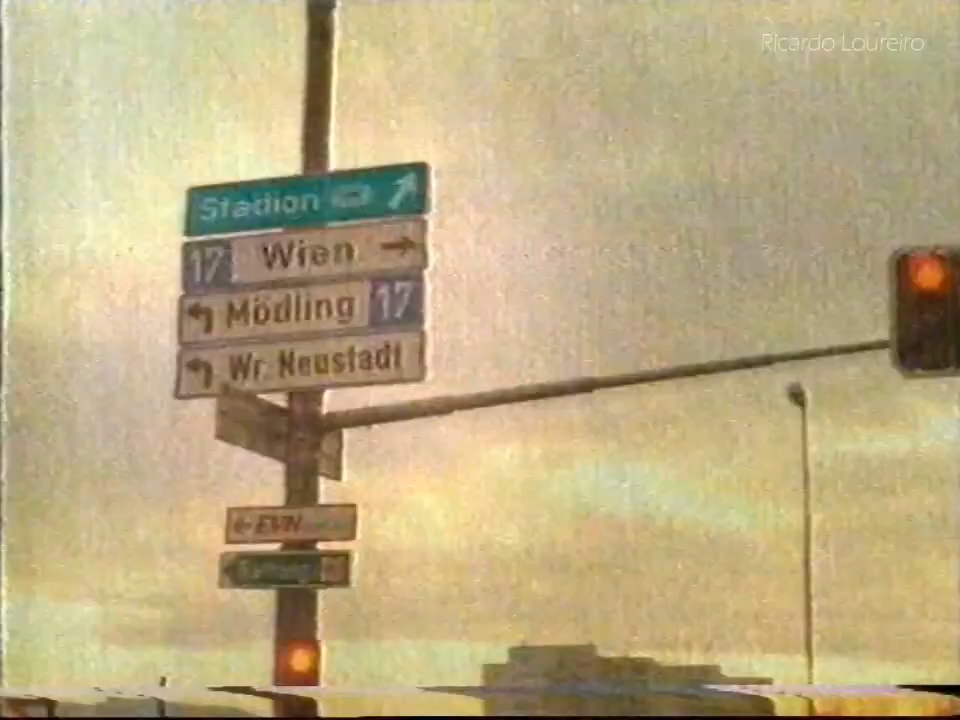 Ricardo Loureiro
Stadion
17 Wien
Mödling 17
Wr. Neustadt
EVN